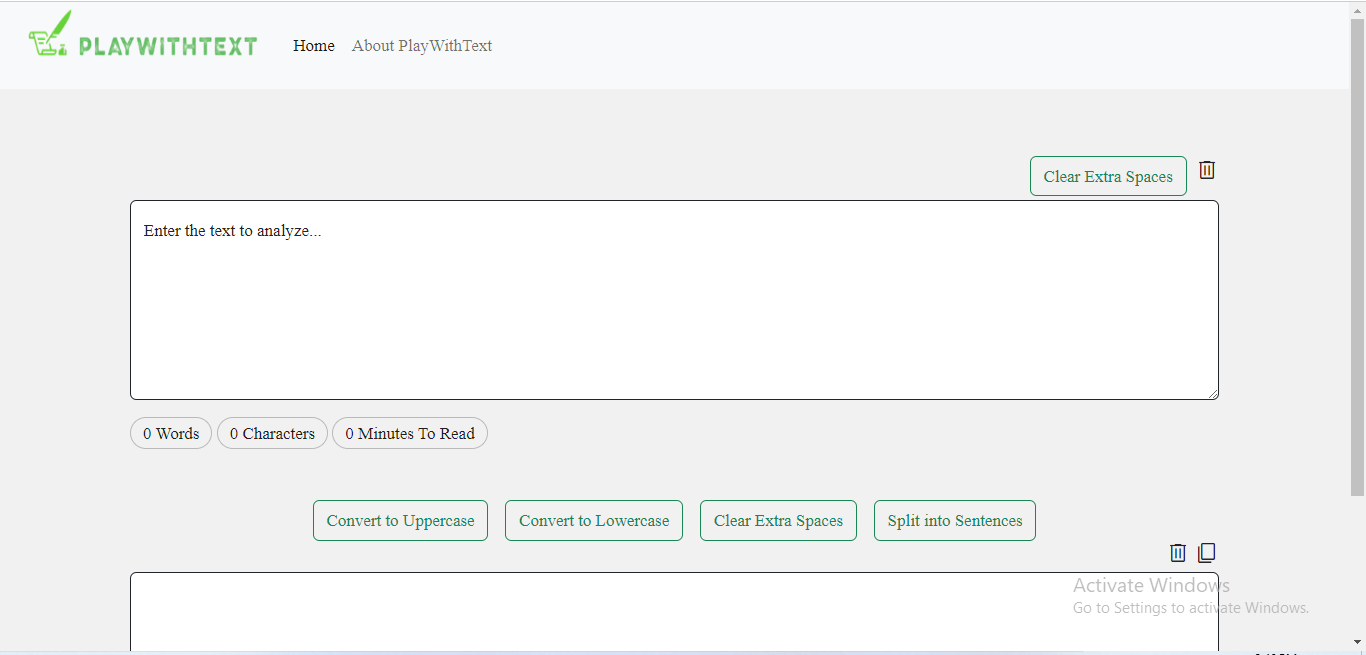 PLAYWITHTEXT Home About PlayWithText
Clear Extra Spaces
Enter the text to analyze...
0 Words 0 Characters 0 Minutes To Read
Convert to Uppercase Convert to Lowercase Clear Extra Spaces Split into Sentences
Activate Windows
Go to Settings to activate Windows.